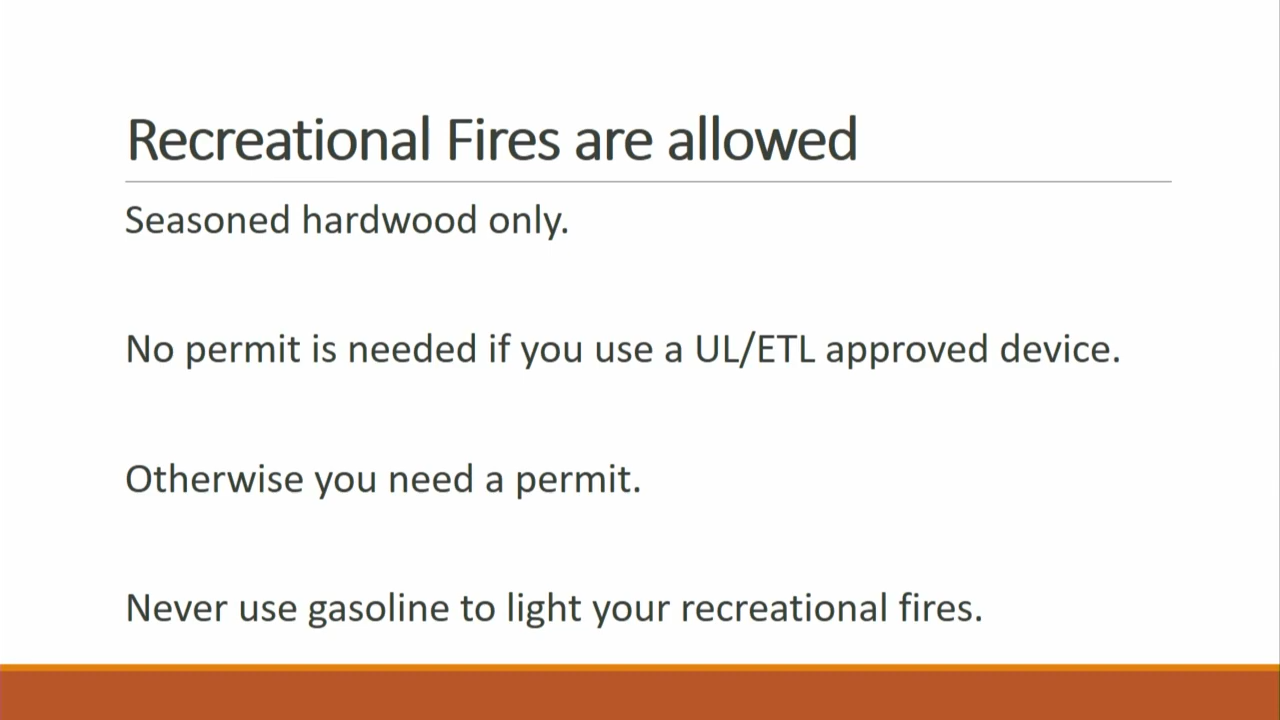 Recreational Fires are allowed
Seasoned hardwood only.
No permit is needed if you use a UL/ETL approved device.
Otherwise you need a permit.
Never use gasoline to light your recreational fires.